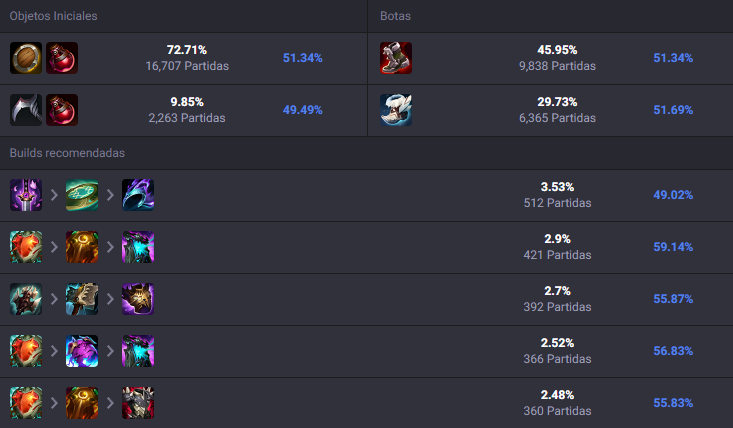 Objetos Iniciales
Botas
72.71%
16,707 Partidas
51.34%
45.95%
9,838 Partidas
51.34%
9.85%
2,263 Partidas
49.49%
29.73%
6,365 Partidas
51.69%
Builds recomendadas
3.53%
512 Partidas
49.02%
2.9%
421 Partidas
59.14%
2.7%
392 Partidas
55.87%
2.52%
366 Partidas
56.83%
2.48%
360 Partidas
55.83%